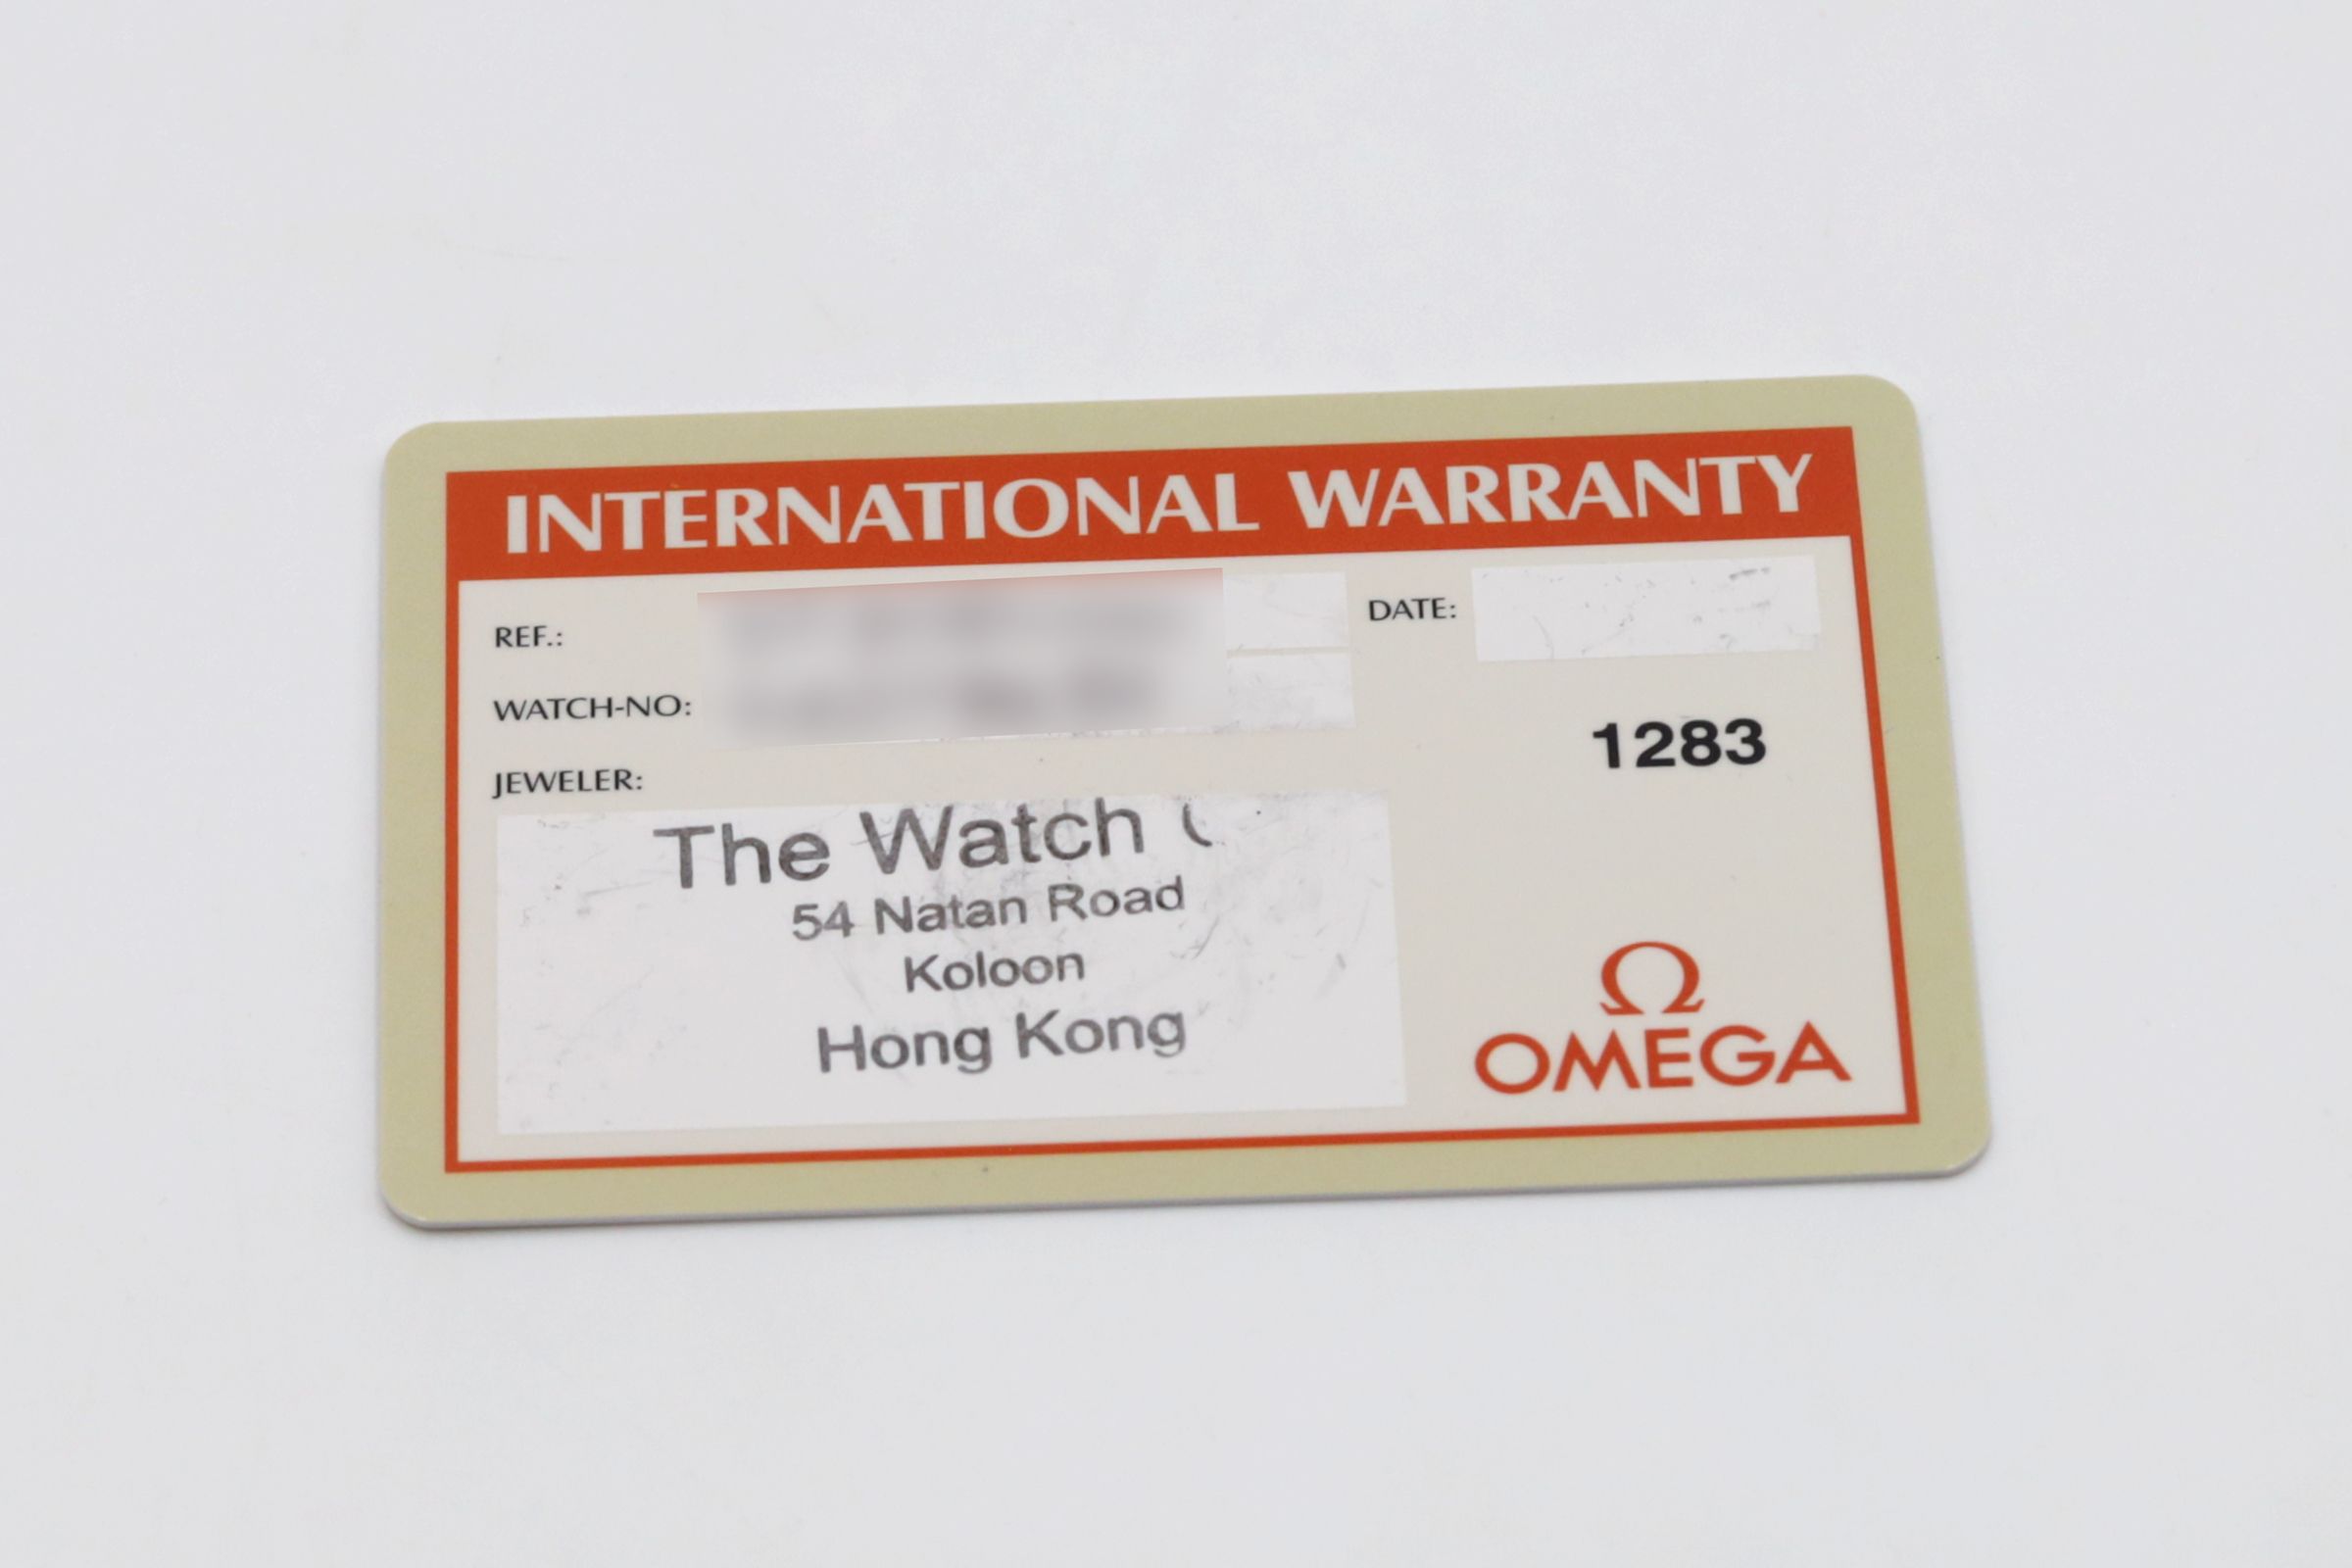 INTERNATIONAL WARRANTY
REF.:
DATE:
WATCH-NO:
1283
JEWELER:
The Watch
54 Natan Road
Koloon
Hong Kong
Ω
OMEGA